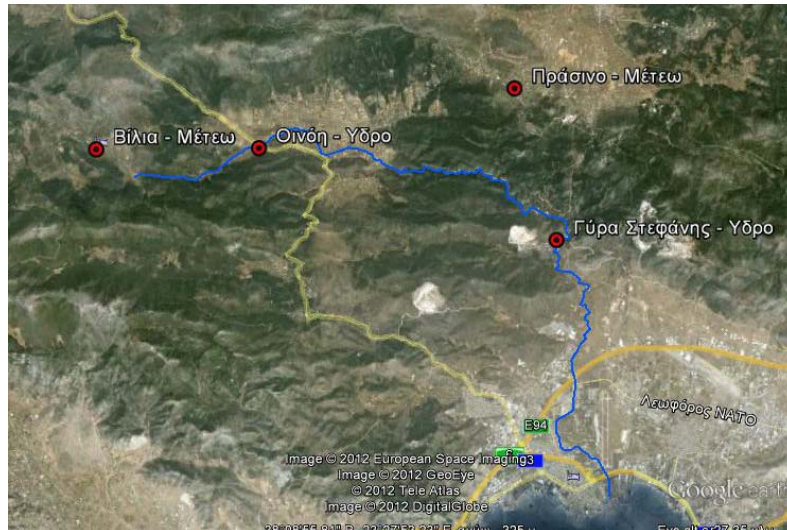 Πράσινο - Μέτεω
Βίλια - Μέτεω
Οινόη - Υδρο
Γύρα Στεφάνης - Υδρο
Λεωφόρος ΝΑΤΟ
E94
Image © 2012 European Space Imaging
Image © 2012 GeoEye
© 2012 Tele Atlas
Image © 2012 DigitalGlobe
Google earth